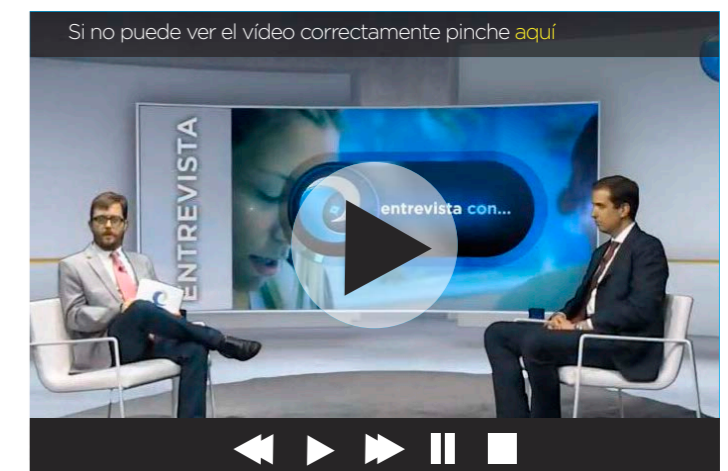 Si no puede ver el vídeo correctamente pinche aquí
ENTREVISTA
entrevista con...